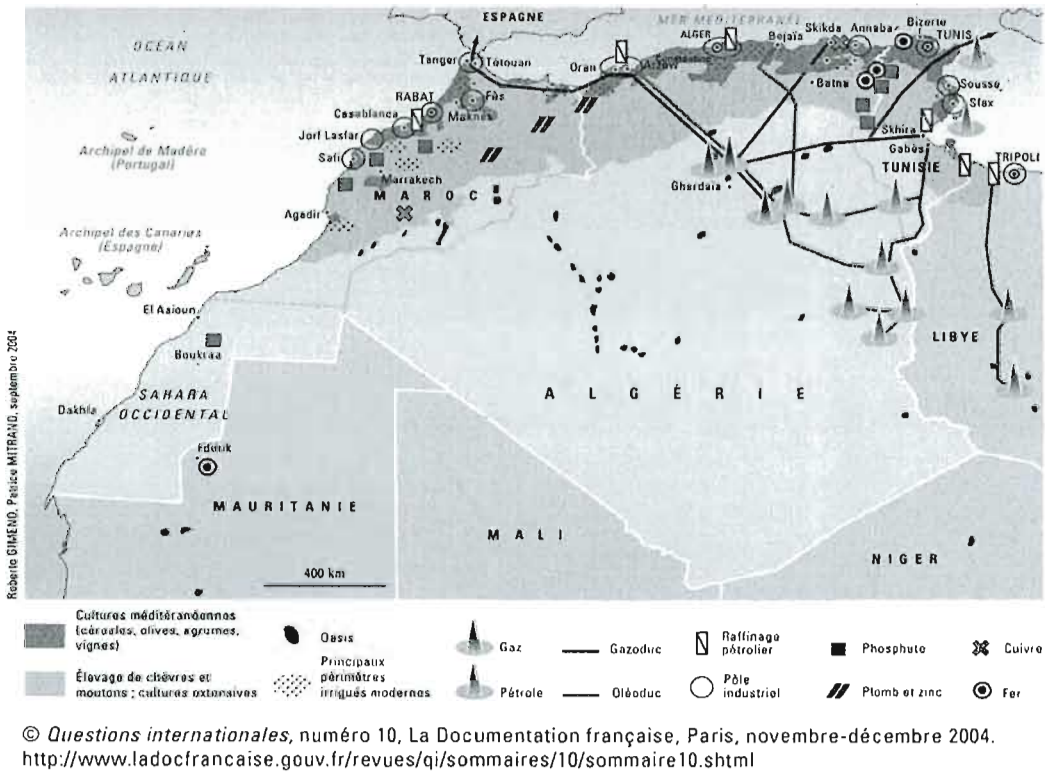 ESPAGNE
MER MÉDITERRANÉE
OCÉAN
ATLANTIQUE
Tanger
Tétouan
Oran
Arzew
ALGER
Bejaïa
Skikda
Annaba
Bizerte
TUNIS
Constantine
Batna
Sousse
Sfax
Skhira
Gabès
TUNISIE
TRIPOLI
RABAT
Fès
Casablanca
Meknès
Jorf Lasfar
Safi
Marrakech
MAROC
Agadir
Ghardaïa
Archipel de Madère
(Portugal)
Archipel des Canaries
(Espagne)
El Aaioun
Boukraa
SAHARA
OCCIDENTAL
Dakhla
Fderik
ALGÉRIE
LIBYE
MAURITANIE
MALI
NIGER
400 km
Roberto GIMENO, Patrice MITRANO, septembre 2004
Cultures méditérandennes
(céréales, olives, agrumes,
vignes)
Élevage de chèvres et
moutons ; cultures extensives
Oasis
Principaux
périmètres
irrigués modernes
Gaz
Pétrole
Gazoduc
Oléoduc
Raffinage
pétrolier
Pôle
industriel
Phosphate
Plomb et zinc
Cuivre
Fer
© Questions internationales, numéro 10, La Documentation française, Paris, novembre-décembre 2004.
http://www.ladocfrancaise.gouv.fr/revues/qi/sommaires/10/sommaire10.shtml